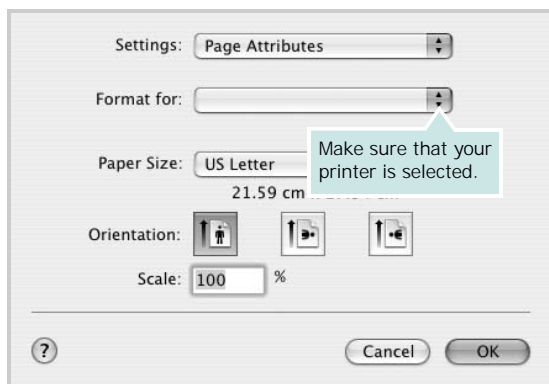 Settings: Page Attributes
Format for:
Make sure that your
printer is selected.
Paper Size: US Letter
21.59 cm
Orientation:
Scale: 100 %
? Cancel OK